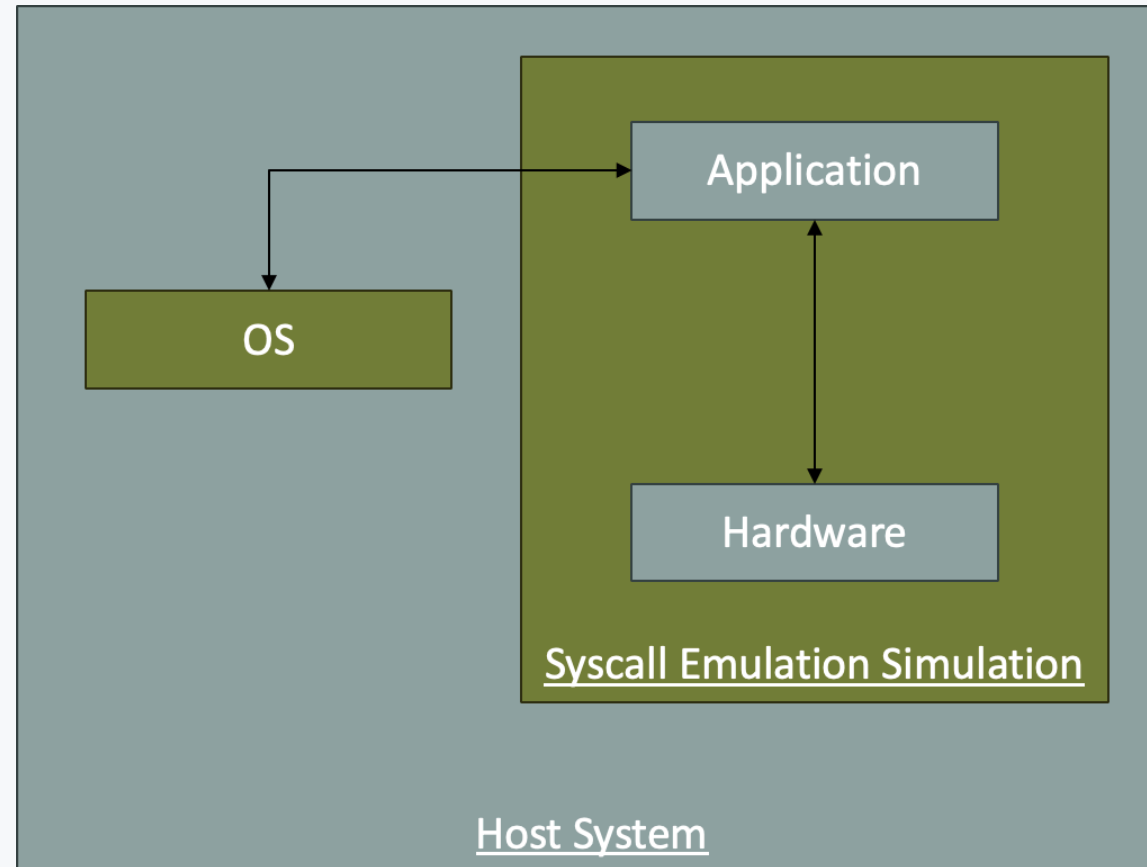 Application
OS
Hardware
Syscall Emulation Simulation
Host System